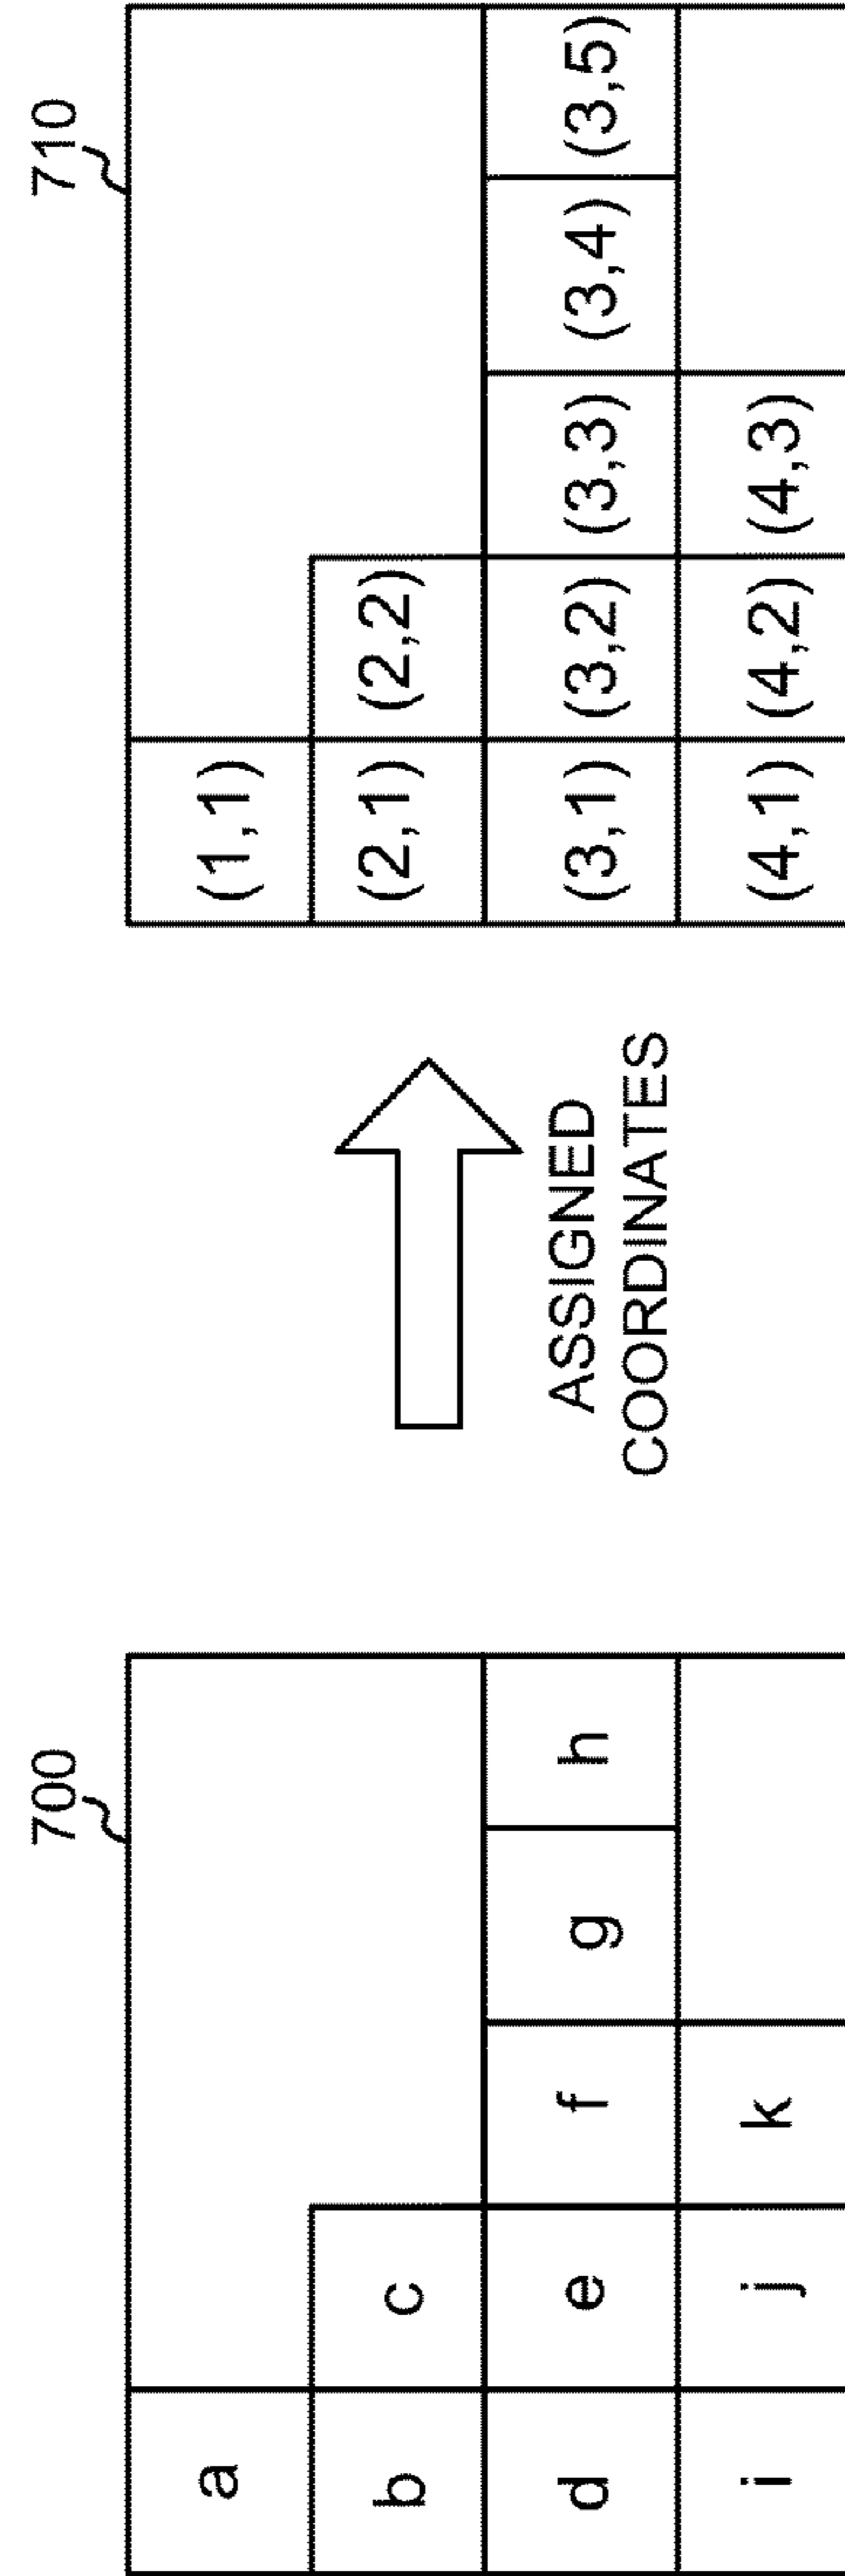 700
a
b c
d e f g h
i j k
ASSIGNED
COORDINATES
710
(1,1)
(2,1) (2,2)
(3,1) (3,2) (3,3) (3,4) (3,5)
(4,1) (4,2) (4,3)